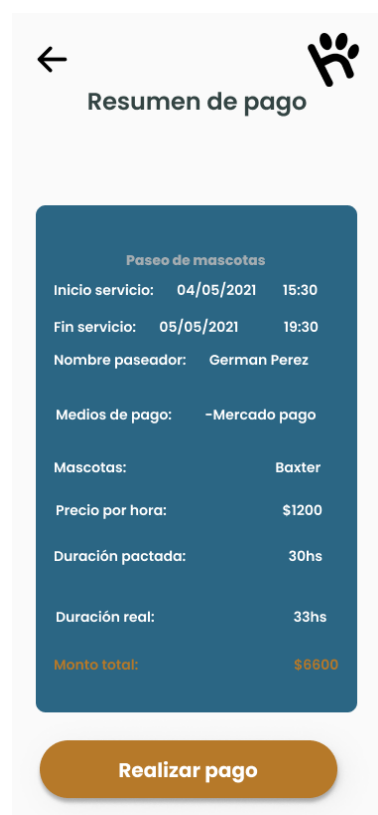 Resumen de pago
Paseo de mascotas
Inicio servicio: 04/05/2021 15:30
Fin servicio: 05/05/2021 19:30
Nombre paseador: German Perez
Medios de pago: -Mercado pago
Mascotas: Baxter
Precio por hora: $1200
Duración pactada: 30hs
Duración real: 33hs
Monto total: $6600
Realizar pago